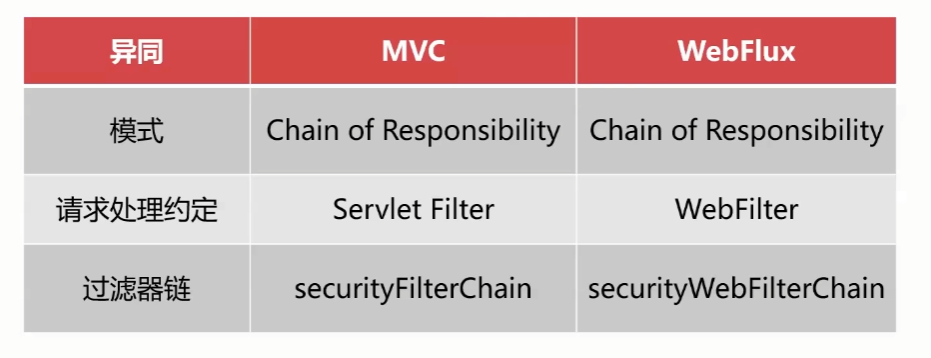 异同 MVC WebFlux
模式 Chain of Responsibility Chain of Responsibility
请求处理约定 Servlet Filter WebFilter
过滤器链 securityFilterChain securityWebFilterChain